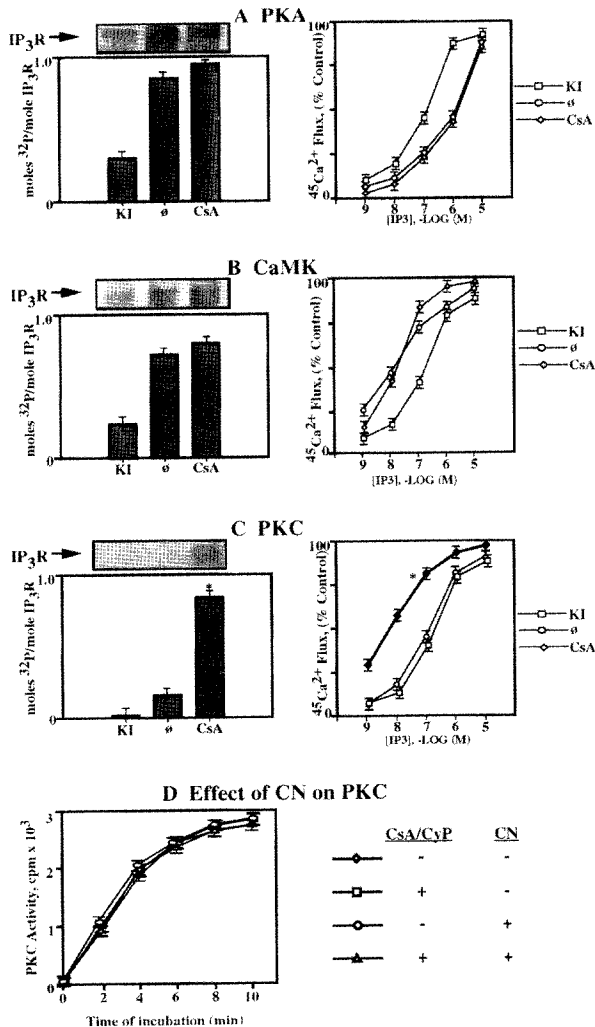 A PKA
IP3R
1.0
moles 32P/mole IP3R
0
KI ø CsA
100
45Ca2+ Flux, (% Control)
0
9 8 7 6 5
[IP3], -LOG (M)
KI
ø
CsA
B CaMK
IP3R
1.0
moles 32P/mole IP3R
0
KI ø CsA
100
45Ca2+ Flux, (% Control)
0
9 8 7 6 5
[IP3], -LOG (M)
KI
ø
CsA
C PKC
IP3R
1.0
moles 32P/mole IP3R
0
*
KI ø CsA
100
45Ca2+ Flux, (% Control)
0
*
9 8 7 6 5
[IP3], -LOG (M)
KI
ø
CsA
D Effect of CN on PKC
3
2
1
0
PKC Activity, cpm x 103
0 2 4 6 8 10
Time of incubation (min)
CsA/CyP CN
- -
+ -
- +
+ +